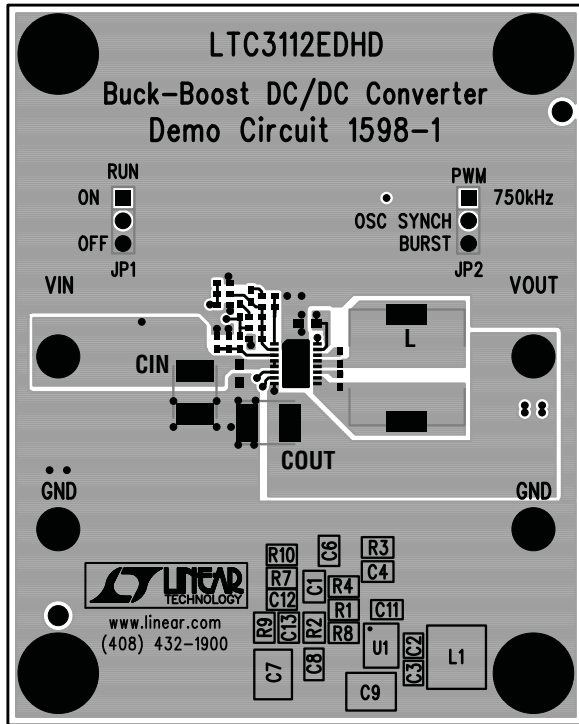 LTC3112EDHD
Buck-Boost DC/DC Converter
Demo Circuit 1598-1
RUN
ON
OFF
JP1
PWM
750kHz
OSC SYNCH
BURST
JP2
VIN
VOUT
CIN
L
COUT
GND
GND
R10
C6
R3
R7
C1
C4
R4
C12
R1
C11
R9
C13
R2
R8
U1
C2
L1
C7
C8
C3
C9
LT LINEAR
TECHNOLOGY
www.linear.com
(408) 432-1900